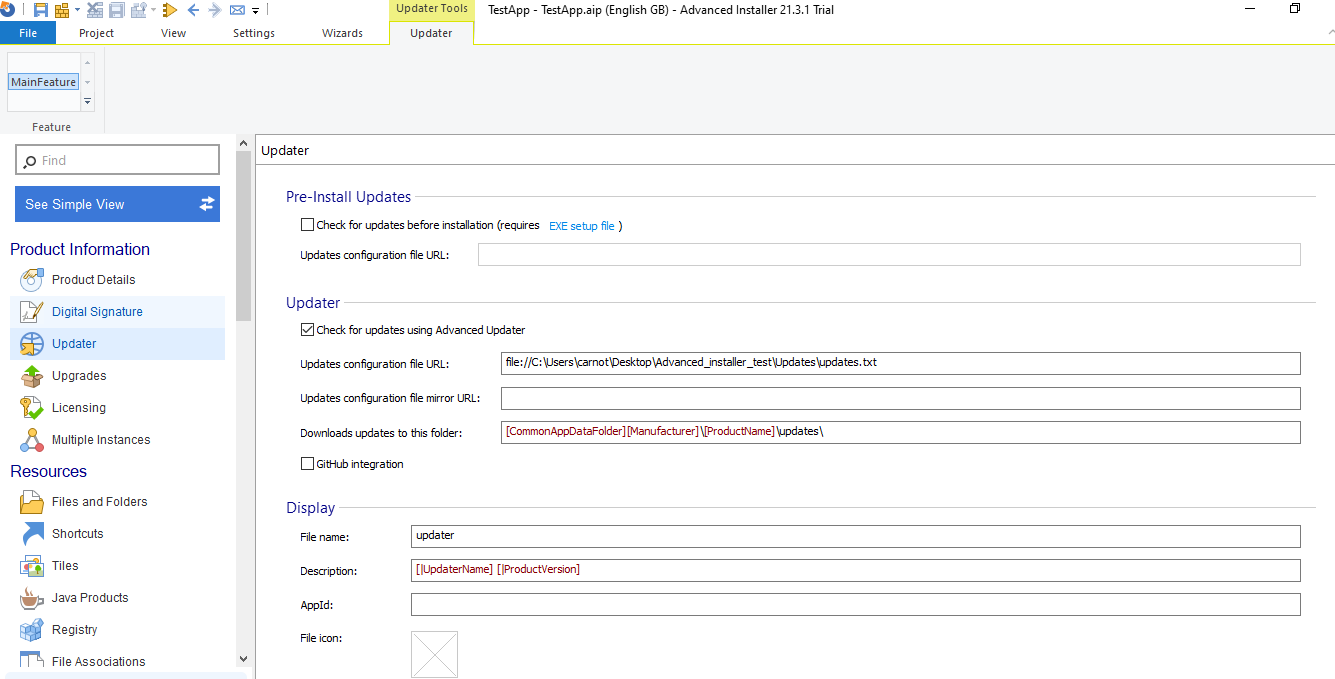 Updater Tools
TestApp - TestApp.aip (English GB) - Advanced Installer 21.3.1 Trial
File
Project
View
Settings
Wizards
Updater
MainFeature
Feature
Find
See Simple View
Product Information
Product Details
Digital Signature
Updater
Upgrades
Licensing
Multiple Instances
Resources
Files and Folders
Shortcuts
Tiles
Java Products
Registry
File Associations
Updater
Pre-Install Updates
Check for updates before installation (requires EXE setup file )
Updates configuration file URL:
Updater
Check for updates using Advanced Updater
Updates configuration file URL: file://C:\Users\carnot\Desktop\Advanced_installer_test\Updates\updates.txt
Updates configuration file mirror URL:
Downloads updates to this folder: [CommonAppDataFolder][Manufacturer]\[ProductName]\updates\
GitHub integration
Display
File name: updater
Description: [|UpdaterName] [|ProductVersion]
AppId:
File icon: